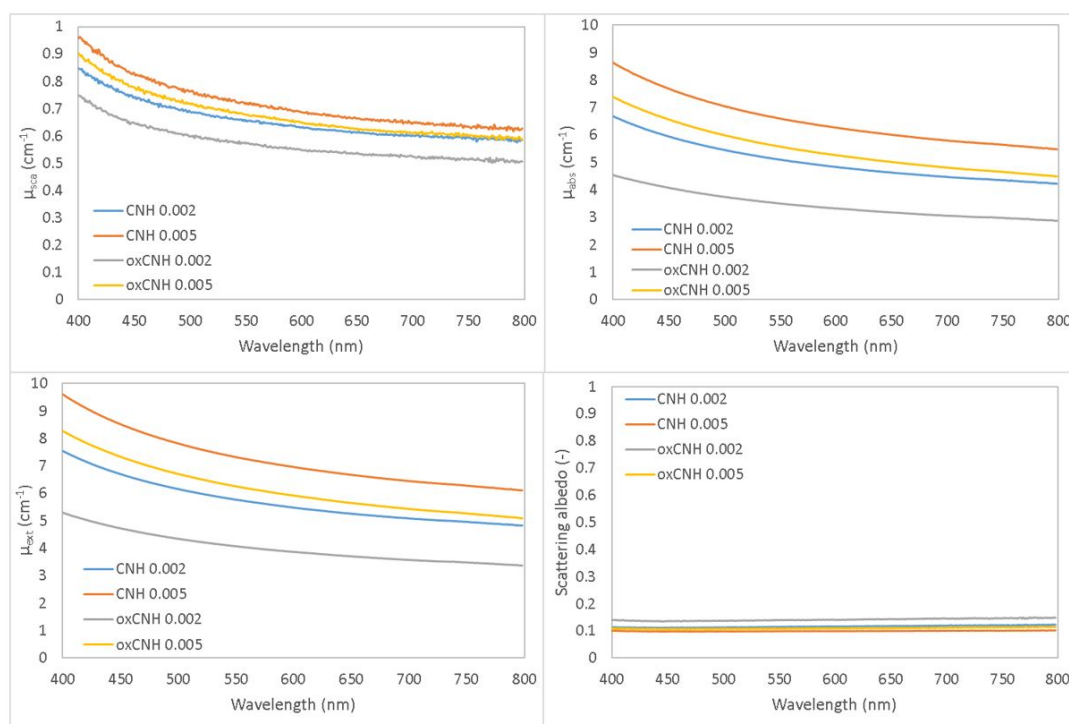 1
0.9
0.8
0.7
0.6
0.5
0.4
0.3
0.2
0.1
0
μsca (cm-1)
CNH 0.002
CNH 0.005
oxCNH 0.002
oxCNH 0.005
400 450 500 550 600 650 700 750 800
Wavelength (nm)
10
9
8
7
6
5
4
3
2
1
0
μabs (cm-1)
CNH 0.002
CNH 0.005
oxCNH 0.002
oxCNH 0.005
400 450 500 550 600 650 700 750 800
Wavelength (nm)
10
9
8
7
6
5
4
3
2
1
0
μext (cm-1)
CNH 0.002
CNH 0.005
oxCNH 0.002
oxCNH 0.005
400 450 500 550 600 650 700 750 800
Wavelength (nm)
1
0.9
0.8
0.7
0.6
0.5
0.4
0.3
0.2
0.1
0
Scattering albedo (-)
CNH 0.002
CNH 0.005
oxCNH 0.002
oxCNH 0.005
400 450 500 550 600 650 700 750 800
Wavelength (nm)